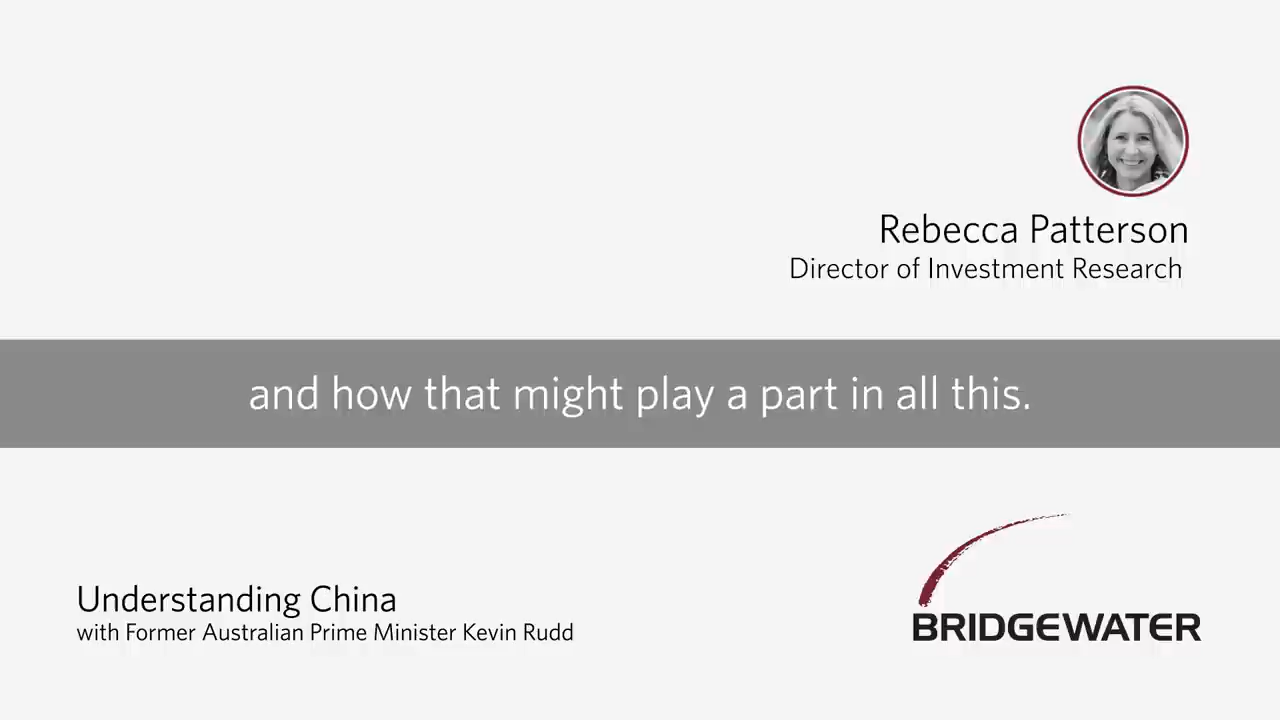 Rebecca Patterson
Director of Investment Research
and how that might play a part in all this.
Understanding China
with Former Australian Prime Minister Kevin Rudd
BRIDGEWATER